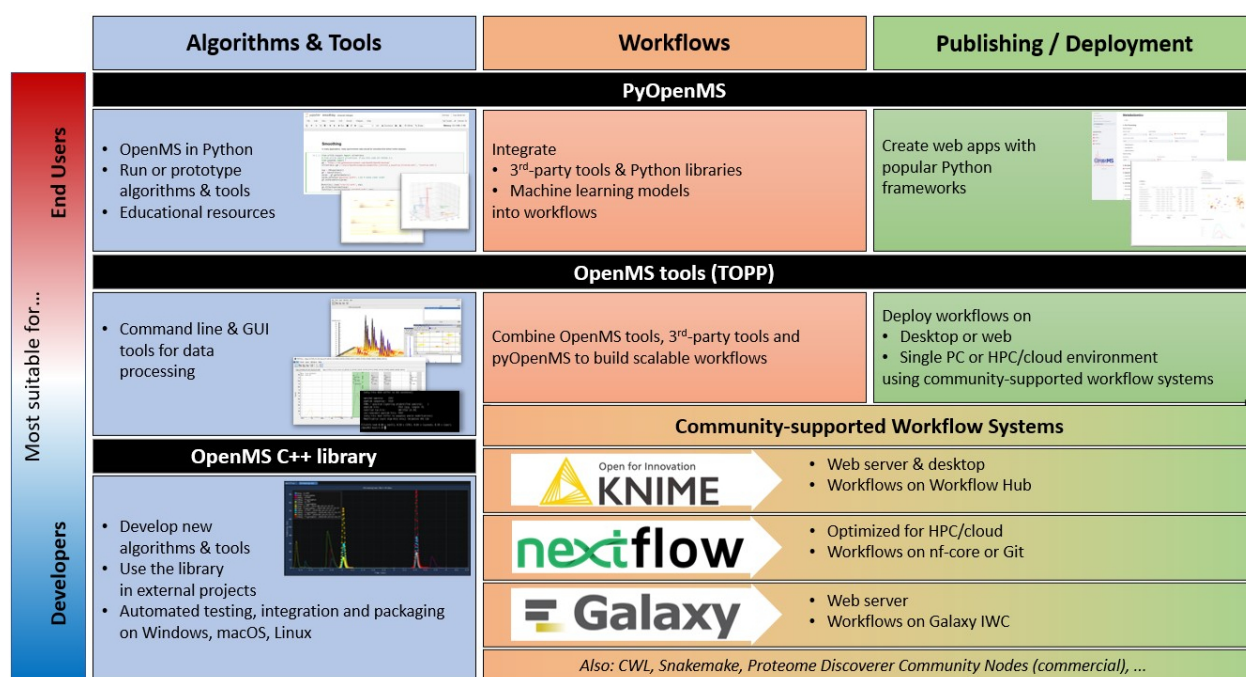 Algorithms & Tools
Workflows
Publishing / Deployment
Most suitable for...
End Users
Developers
PyOpenMS
• OpenMS in Python
• Run or prototype
algorithms & tools
• Educational resources
Smoothing
Integrate
• 3rd-party tools & Python libraries
• Machine learning models
into workflows
Create web apps with
popular Python
frameworks
OpenMS tools (TOPP)
• Command line & GUI
tools for data
processing
Combine OpenMS tools, 3rd-party tools and
pyOpenMS to build scalable workflows
Deploy workflows on
• Desktop or web
• Single PC or HPC/cloud environment
using community-supported workflow systems
OpenMS C++ library
• Develop new
algorithms & tools
• Use the library
in external projects
• Automated testing, integration and packaging
on Windows, macOS, Linux
Community-supported Workflow Systems
Open for Innovation
KNIME
• Web server & desktop
• Workflows on Workflow Hub
nextflow
• Optimized for HPC/cloud
• Workflows on nf-core or Git
Galaxy
• Web server
• Workflows on Galaxy IWC
Also: CWL, Snakemake, Proteome Discoverer Community Nodes (commercial), ...